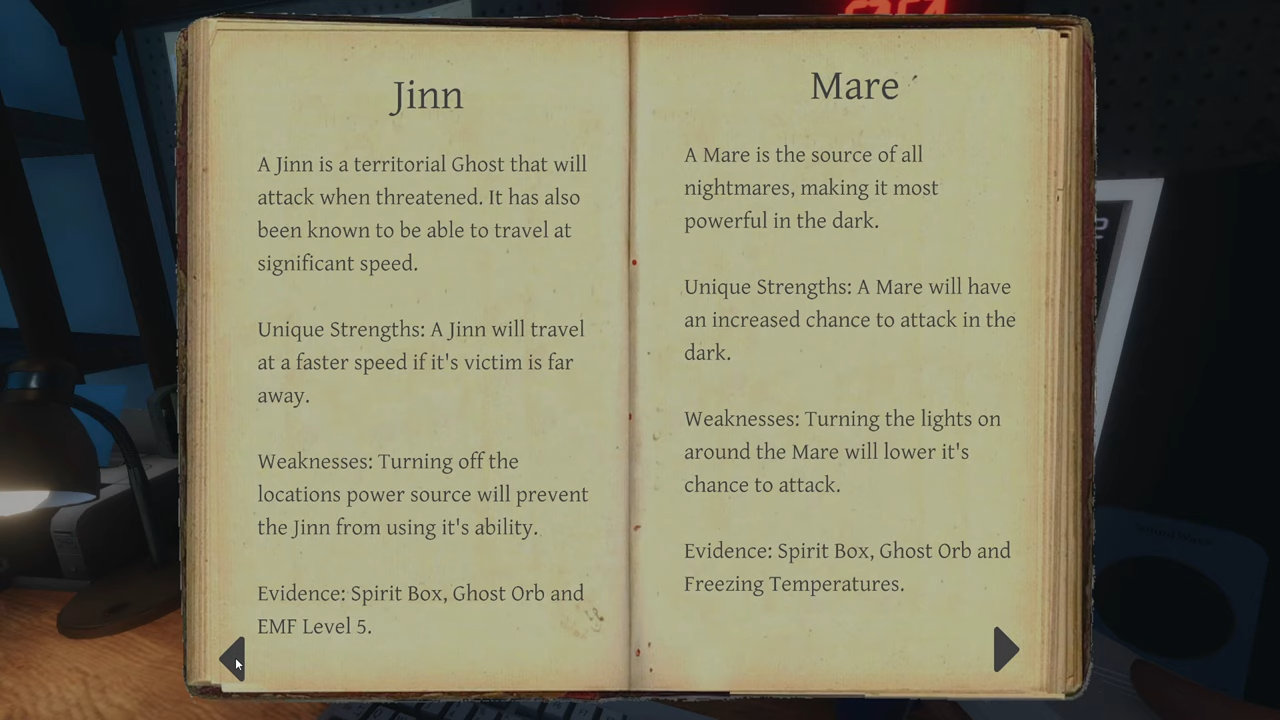 Jinn
A Jinn is a territorial Ghost that will
attack when threatened. It has also
been known to be able to travel at
significant speed.
Unique Strengths: A Jinn will travel
at a faster speed if it's victim is far
away.
Weaknesses: Turning off the
locations power source will prevent
the Jinn from using it's ability.
Evidence: Spirit Box, Ghost Orb and
EMF Level 5.
Mare
A Mare is the source of all
nightmares, making it most
powerful in the dark.
Unique Strengths: A Mare will have
an increased chance to attack in the
dark.
Weaknesses: Turning the lights on
around the Mare will lower it's
chance to attack.
Evidence: Spirit Box, Ghost Orb and
Freezing Temperatures.